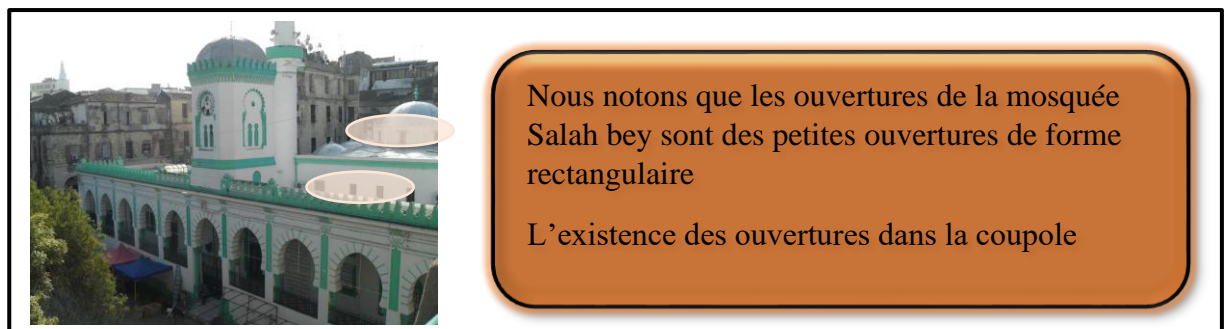 Nous notons que les ouvertures de la mosquée
Salah bey sont des petites ouvertures de forme
rectangulaire
L'existence des ouvertures dans la coupole